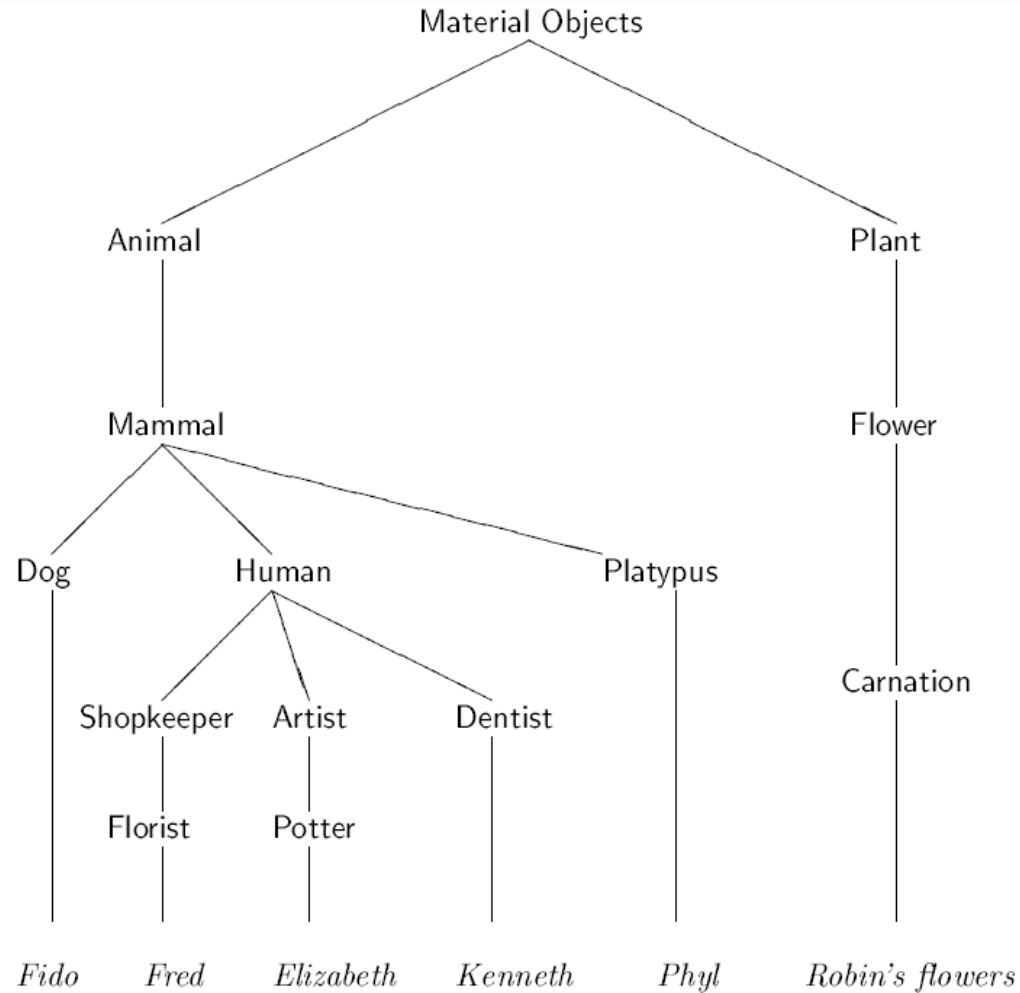 Material Objects
Animal Plant
Mammal Flower
Dog Human Platypus
Carnation
Shopkeeper Artist Dentist
Florist Potter
Fido Fred Elizabeth Kenneth Phyl Robin's flowers